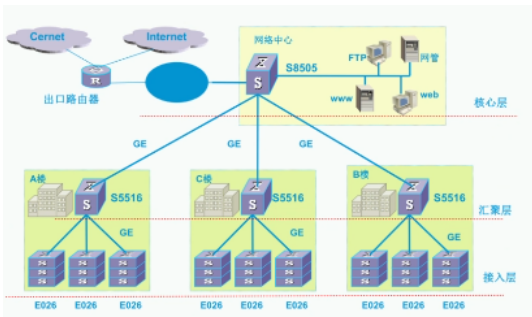 Cernet
Internet
网络中心
S8505
FTP
网管
www
web
出口路由器
核心层
GE
GE
GE
A楼
S5516
C楼
S5516
B楼
S5516
汇聚层
GE
GE
GE
接入层
E026 E026 E026
E026 E026 E026
E026 E026 E026